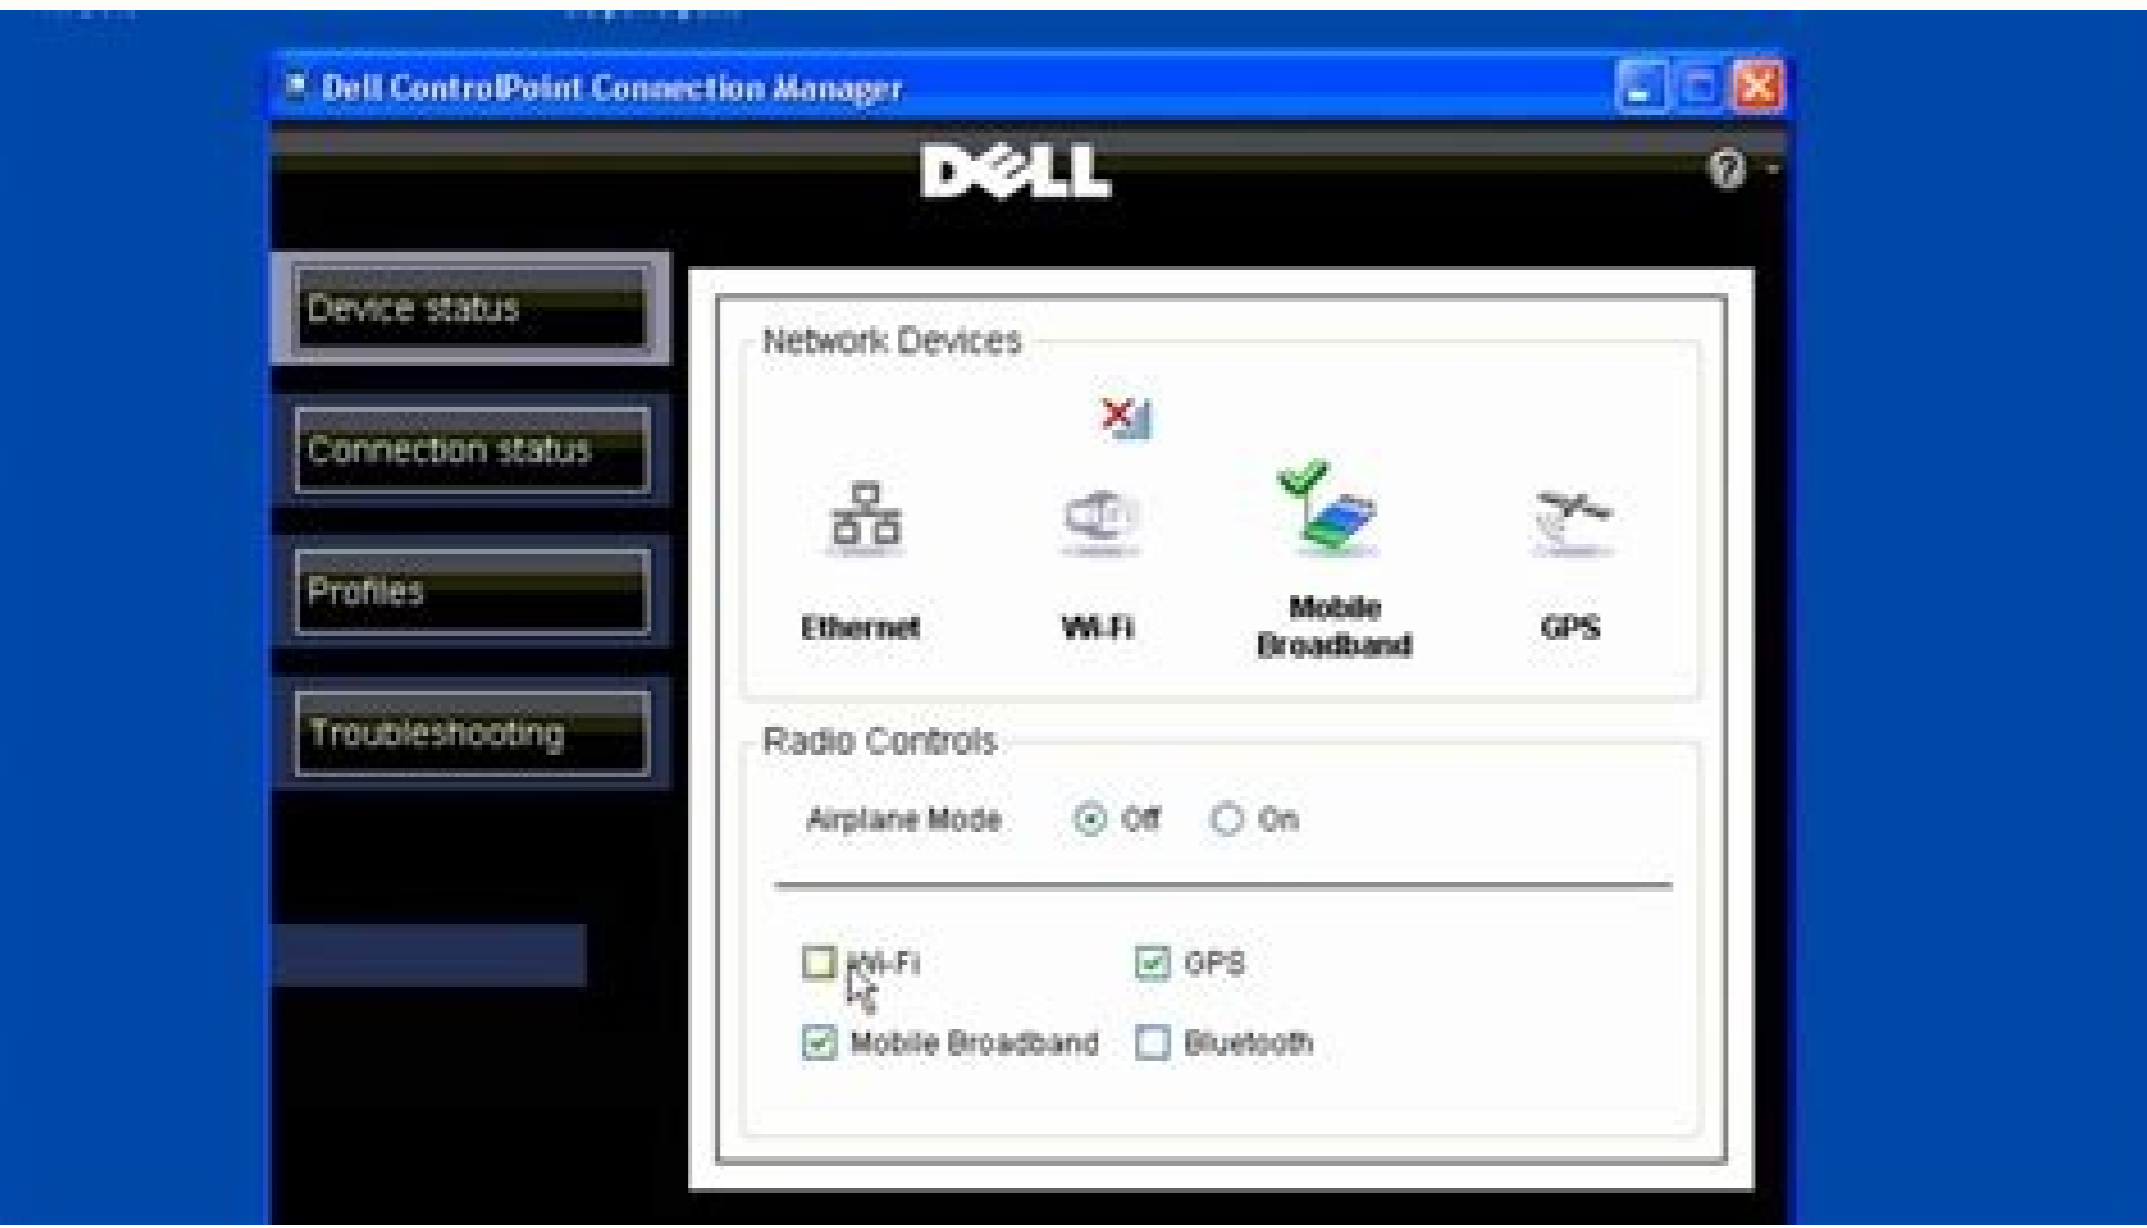 Dell ControlPoint Connection Manager
DELL
?
Device status
Connection status
Profiles
Troubleshooting
Network Devices
Ethernet
Wi-Fi
Mobile
Broadband
GPS
Radio Controls
Airplane Mode Off On
Wi-Fi GPS
Mobile Broadband Bluetooth